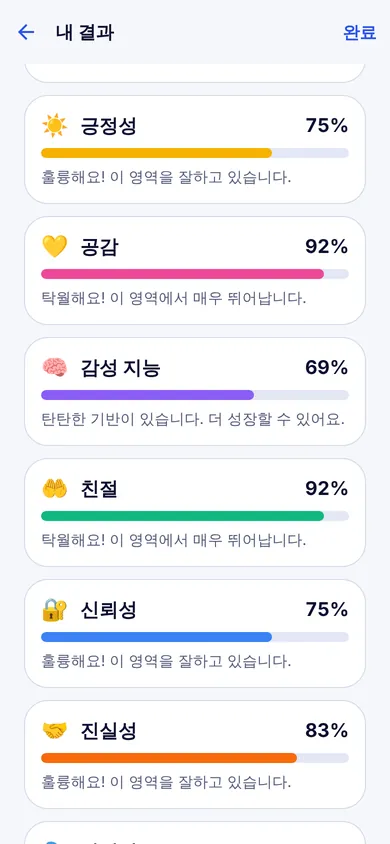 내 결과
완료
긍정성
75%
훌륭해요! 이 영역을 잘하고 있습니다.
공감
92%
탁월해요! 이 영역에서 매우 뛰어납니다.
감성 지능
69%
탄탄한 기반이 있습니다. 더 성장할 수 있어요.
친절
92%
탁월해요! 이 영역에서 매우 뛰어납니다.
신뢰성
75%
훌륭해요! 이 영역을 잘하고 있습니다.
진실성
83%
훌륭해요! 이 영역을 잘하고 있습니다.